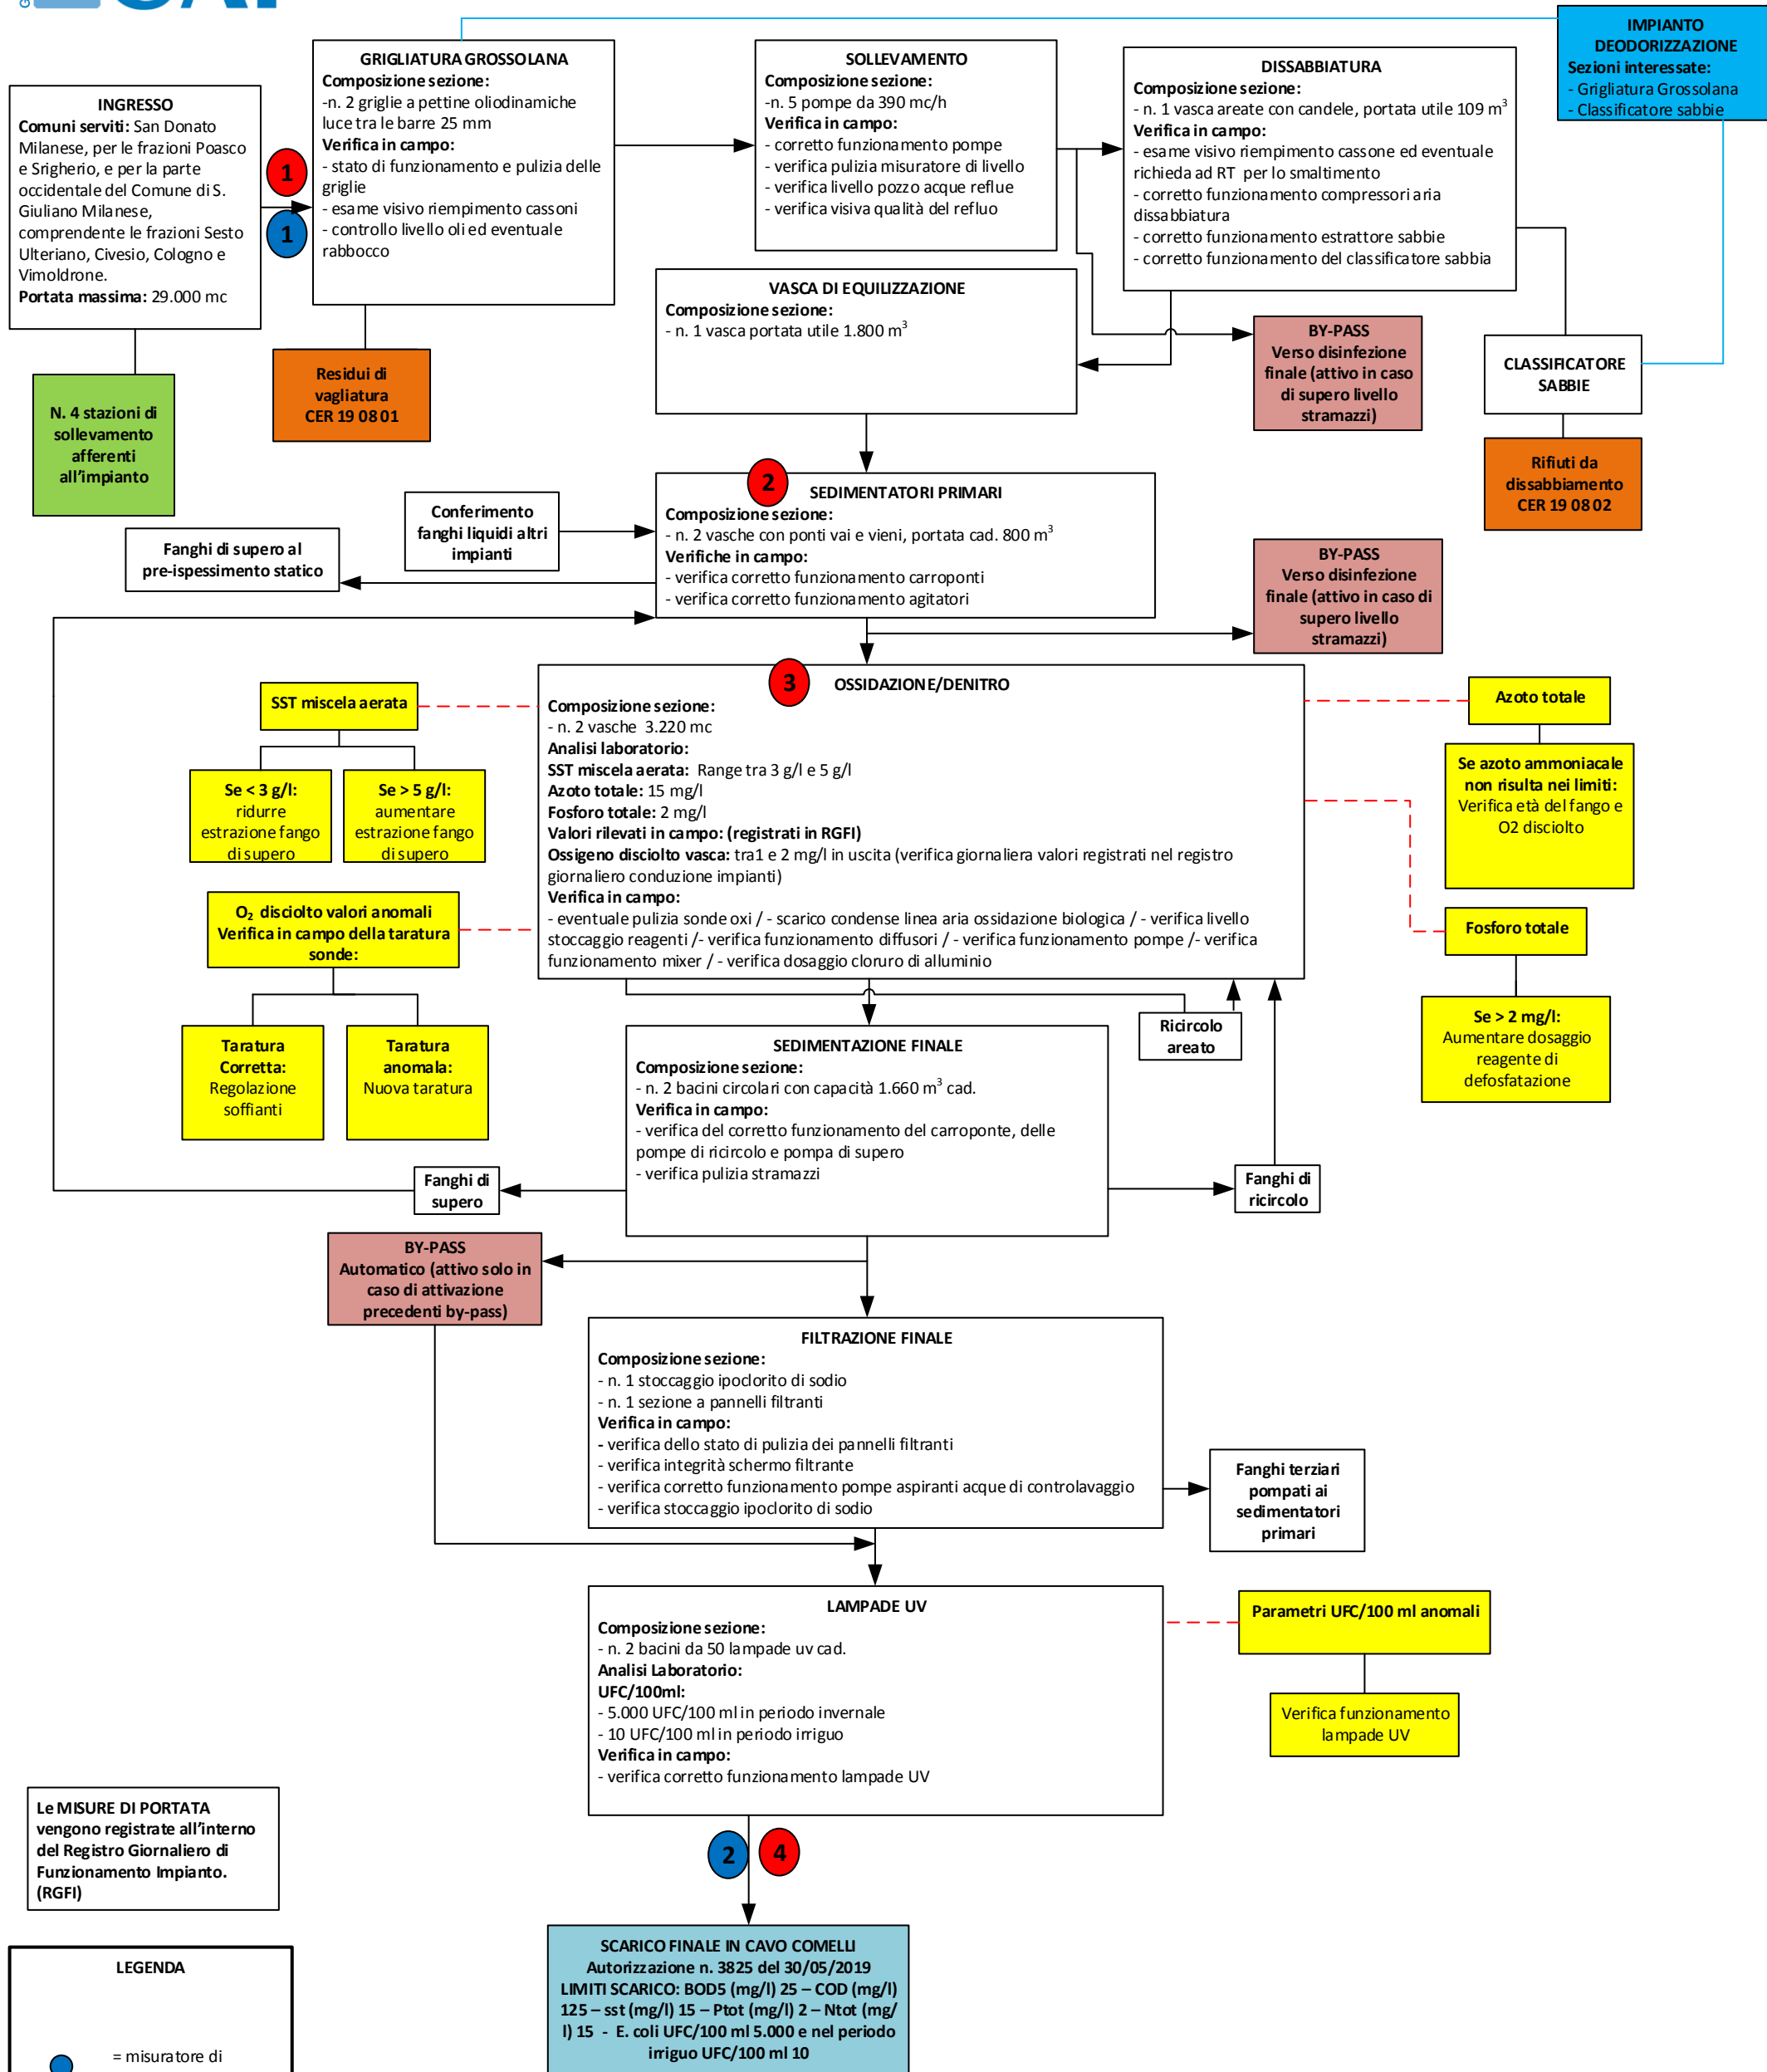 IMPIANTO
DEODORIZZAZIONE
Sezioni interessate:
- Grigliatura Grossolana
- Classificatore sabbie
INGRESSO
Comuni serviti: San Donato
Milanese, per le frazioni Poasco
e Srigherio, e per la parte
occidentale del Comune di S.
Giuliano Milanese,
comprendente le frazioni Sesto
Ulteriano, Civesio, Cologno e
Vimoldrone.
Portata massima: 29.000 mc
1
1
GRIGLIATURA GROSSOLANA
Composizione sezione:
-n. 2 griglie a pettine oliodinamiche
luce tra le barre 25 mm
Verifica in campo:
- stato di funzionamento e pulizia delle
griglie
- esame visivo riempimento cassoni
- controllo livello oli ed eventuale
rabbocco
SOLLEVAMENTO
Composizione sezione:
-n. 5 pompe da 390 mc/h
Verifica in campo:
- corretto funzionamento pompe
- verifica pulizia misuratore di livello
- verifica livello pozzo acque reflue
- verifica visiva qualità del refluo
DISSABBIATURA
Composizione sezione:
- n. 1 vasca areate con candele, portata utile 109 m³
Verifica in campo:
- esame visivo riempimento cassone ed eventuale
richieda ad RT per lo smaltimento
- corretto funzionamento compressori aria
dissabbiatura
- corretto funzionamento estrattore sabbie
- corretto funzionamento del classificatore sabbia
VASCA DI EQUILIZZAZIONE
Composizione sezione:
- n. 1 vasca portata utile 1.800 m³
BY-PASS
Verso disinfezione
finale (attivo in caso
di supero livello
stramazzi)
CLASSIFICATORE
SABBIE
Residui di
vagliatura
CER 19 08 01
N. 4 stazioni di
sollevamento
afferenti
all’impianto
Rifiuti da
dissabbiamento
CER 19 08 02
2
SEDIMENTATORI PRIMARI
Composizione sezione:
- n. 2 vasche con ponti vai e vieni, portata cad. 800 m³
Verifiche in campo:
- verifica corretto funzionamento carroponti
- verifica corretto funzionamento agitatori
Conferimento
fanghi liquidi altri
impianti
Fanghi di supero al
pre-ispessimento statico
BY-PASS
Verso disinfezione
finale (attivo in caso di
supero livello
stramazzi)
3
OSSIDAZIONE/DENITRO
Composizione sezione:
- n. 2 vasche 3.220 mc
Analisi laboratorio:
SST miscela aerata: Range tra 3 g/l e 5 g/l
Azoto totale: 15 mg/l
Fosforo totale: 2 mg/l
Valori rilevati in campo: (registrati in RGFI)
Ossigeno disciolto vasca: tra1 e 2 mg/l in uscita (verifica giornaliera valori registrati nel registro
giornaliero conduzione impianti)
Verifica in campo:
- eventuale pulizia sonde oxi / - scarico condense linea aria ossidazione biologica / - verifica livello
stoccaggio reagenti /- verifica funzionamento diffusori / - verifica funzionamento pompe /- verifica
funzionamento mixer / - verifica dosaggio cloruro di alluminio
SST miscela aerata
Se < 3 g/l:
ridurre
estrazione fango
di supero
Se > 5 g/l:
aumentare
estrazione fango
di supero
O₂ disciolto valori anomali
Verifica in campo della taratura
sonde:
Taratura
Corretta:
Regolazione
soffianti
Taratura
anomala:
Nuova taratura
Azoto totale
Se azoto ammoniacale
non risulta nei limiti:
Verifica età del fango e
O2 disciolto
Fosforo totale
Se > 2 mg/l:
Aumentare dosaggio
reagente di
defosfatazione
Ricircolo
areato
SEDIMENTAZIONE FINALE
Composizione sezione:
- n. 2 bacini circolari con capacità 1.660 m³ cad.
Verifica in campo:
- verifica del corretto funzionamento del carroponte, delle
pompe di ricircolo e pompa di supero
- verifica pulizia stramazzi
Fanghi di
supero
Fanghi di
ricircolo
BY-PASS
Automatico (attivo solo in
caso di attivazione
precedenti by-pass)
FILTRAZIONE FINALE
Composizione sezione:
- n. 1 stoccaggio ipoclorito di sodio
- n. 1 sezione a pannelli filtranti
Verifica in campo:
- verifica dello stato di pulizia dei pannelli filtranti
- verifica integrità schermo filtrante
- verifica corretto funzionamento pompe aspiranti acque di controlavaggio
- verifica stoccaggio ipoclorito di sodio
Fanghi terziari
pompati ai
sedimentatori
primari
LAMPADE UV
Composizione sezione:
- n. 2 bacini da 50 lampade uv cad.
Analisi Laboratorio:
UFC/100ml:
- 5.000 UFC/100 ml in periodo invernale
- 10 UFC/100 ml in periodo irriguo
Verifica in campo:
- verifica corretto funzionamento lampade UV
Parametri UFC/100 ml anomali
Verifica funzionamento
lampade UV
Le MISURE DI PORTATA
vengono registrate all’interno
del Registro Giornaliero di
Funzionamento Impianto.
(RGFI)
2
4
SCARICO FINALE IN CAVO COMELLI
Autorizzazione n. 3825 del 30/05/2019
LIMITI SCARICO: BOD5 (mg/l) 25 – COD (mg/l)
125 – sst (mg/l) 15 – Ptot (mg/l) 2 – Ntot (mg/
l) 15 - E. coli UFC/100 ml 5.000 e nel periodo
irriguo UFC/100 ml 10
LEGENDA
= misuratore di